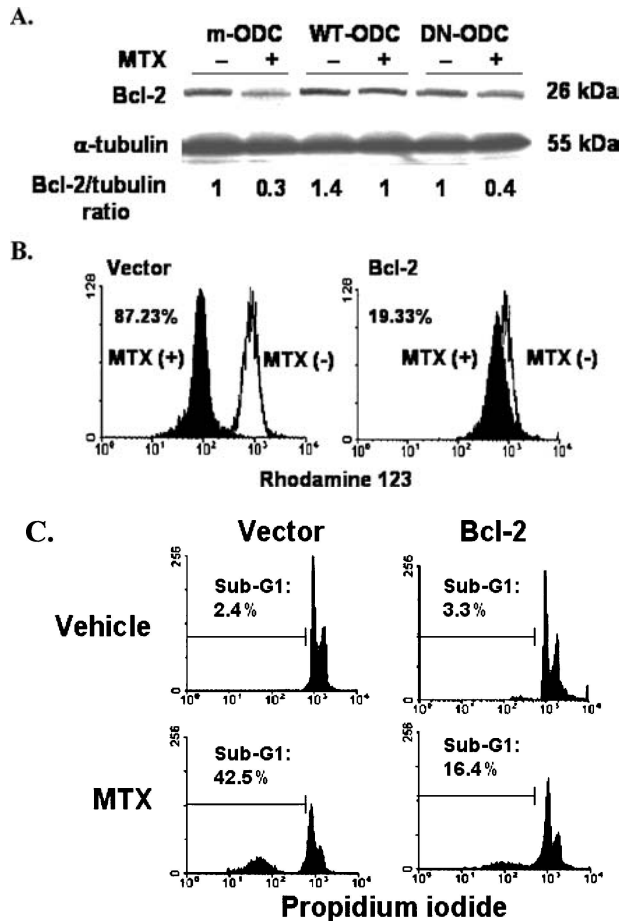 A.
m-ODC WT-ODC DN-ODC
MTX – + – + – +
Bcl-2 26 kDa
α-tubulin 55 kDa
Bcl-2/tubulin ratio 1 0.3 1.4 1 1 0.4
B.
Vector Bcl-2
128 128
87.23% 19.33%
MTX (+) MTX (-) MTX (+) MTX (-)
0 0
10⁰ 10¹ 10² 10³ 10⁴ 10⁰ 10¹ 10² 10³ 10⁴
Rhodamine 123
C.
Vector Bcl-2
256 256
Sub-G1: Sub-G1:
2.4% 3.3%
Vehicle
0 0
10⁰ 10¹ 10² 10³ 10⁴ 10⁰ 10¹ 10² 10³ 10⁴
256 256
Sub-G1: Sub-G1:
42.5% 16.4%
MTX
0 0
10⁰ 10¹ 10² 10³ 10⁴ 10⁰ 10¹ 10² 10³ 10⁴
Propidium iodide